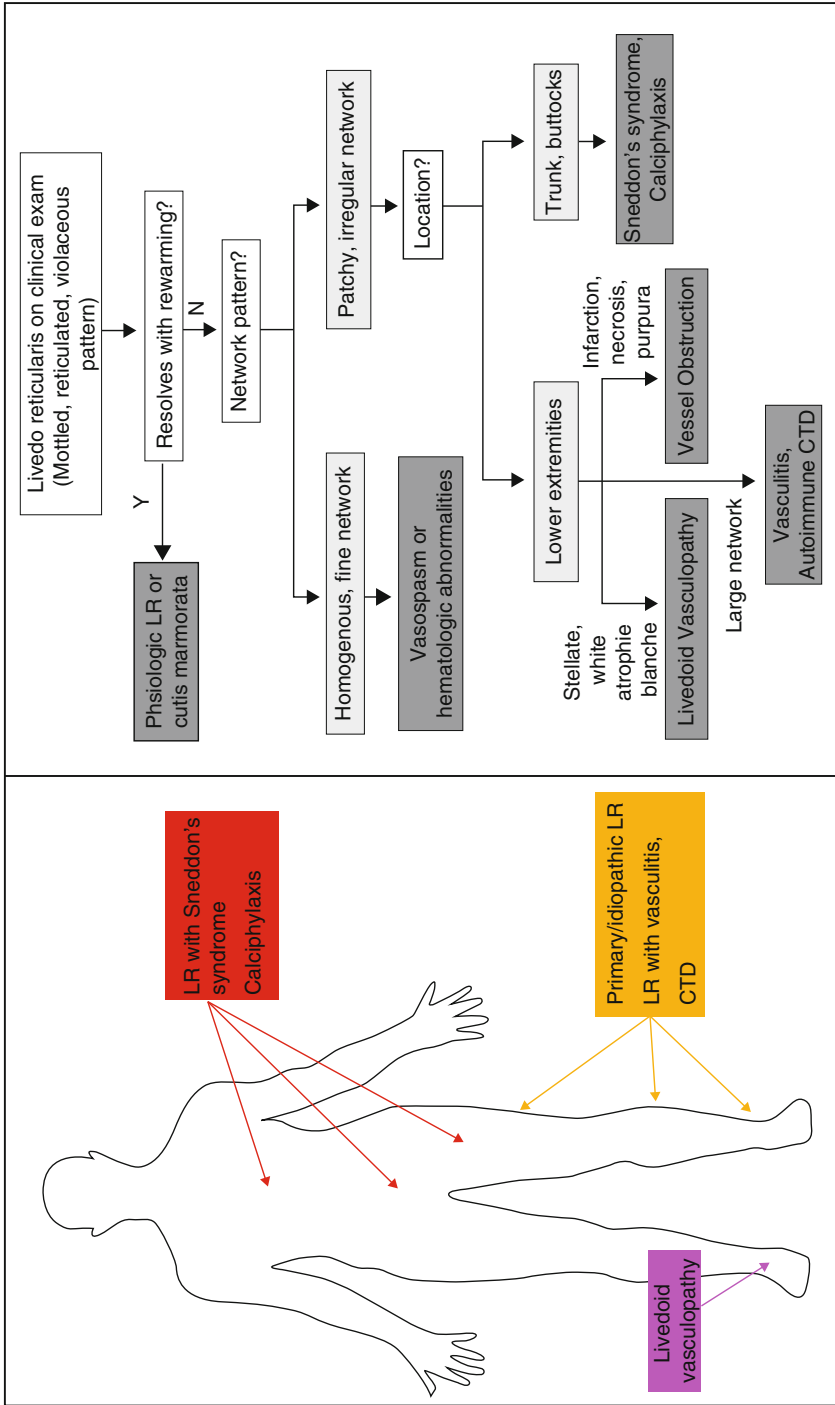 LR with Sneddon's
syndrome
Calciphylaxis
Primary/idiopathic LR
LR with vasculitis,
CTD
Livedoid
vasculopathy
Livedo reticularis on clinical exam
(Mottled, reticulated, violaceous
pattern)
Resolves with rewarming?
Y
N
Phsiologic LR or
cutis marmorata
Network pattern?
Homogenous, fine network
Patchy, irregular network
Vasospasm or
hematologic abnormalities
Location?
Lower extremities
Trunk, buttocks
Stellate,
white
atrophie
blanche
Infarction,
necrosis,
purpura
Sneddon's syndrome,
Calciphylaxis
Livedoid Vasculopathy
Vessel Obstruction
Large network
Vasculitis,
Autoimmune CTD